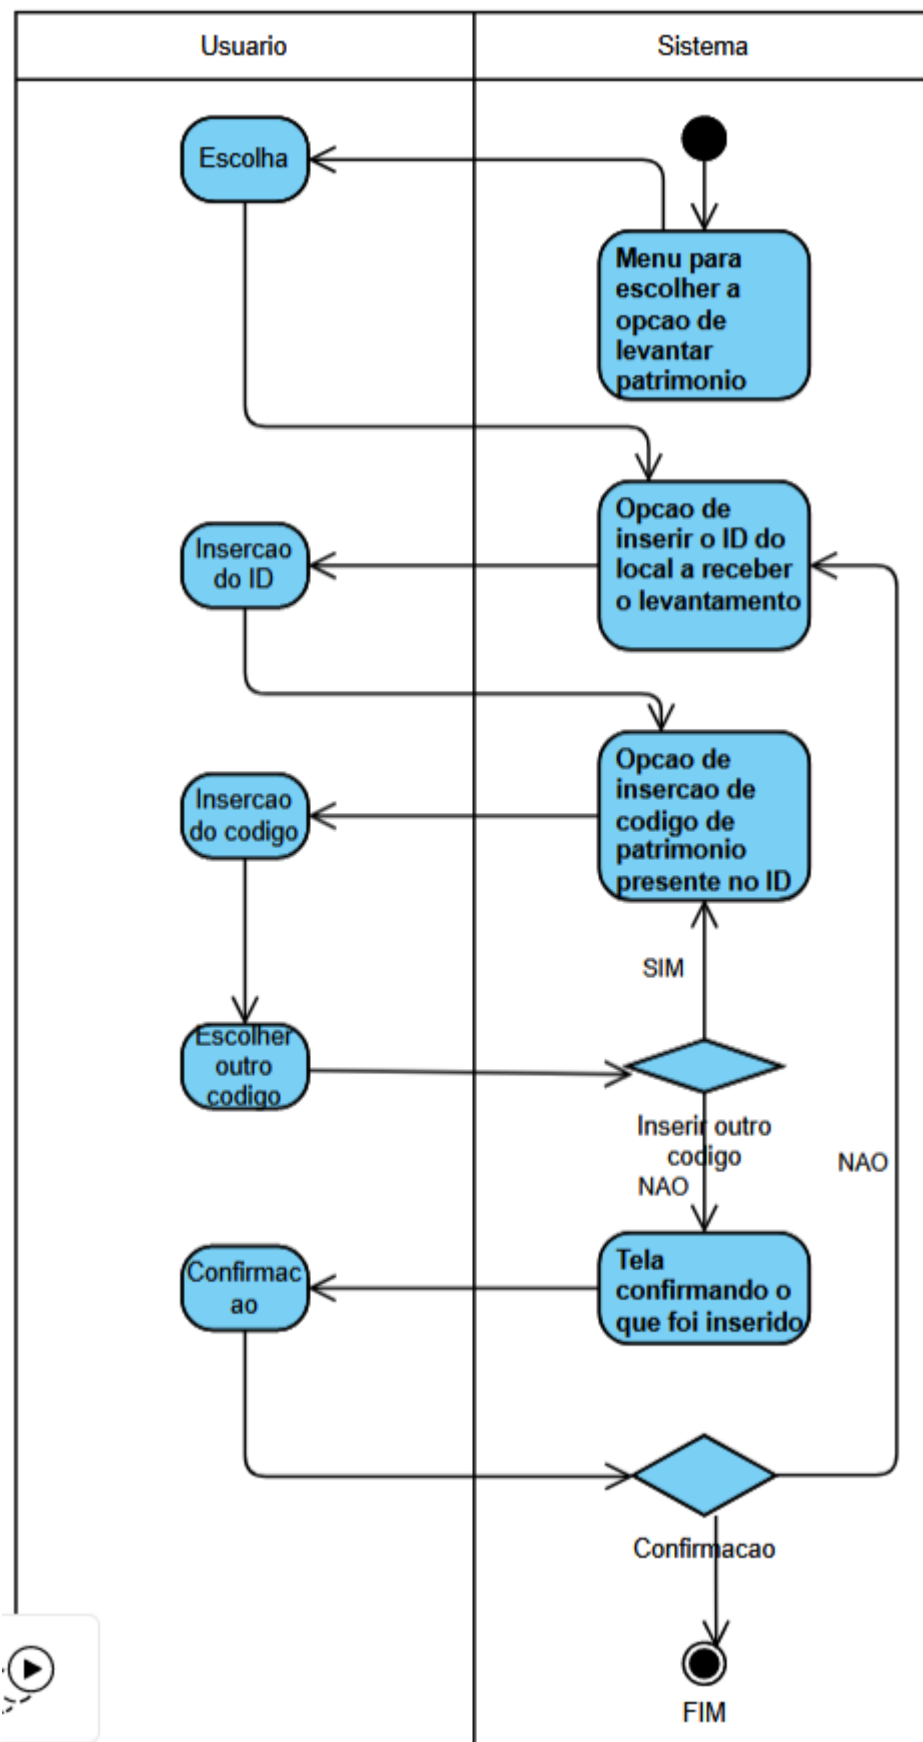 Usuario
Sistema
Escolha
Menu para
escolher a
opcao de
levantar
patrimonio
Opcao de
inserir o ID do
local a receber
o levantamento
Insercao
do ID
Opcao de
insercao de
codigo de
patrimonio
presente no ID
Insercao
do codigo
SIM
Escolher
outro
codigo
Inserir outro
codigo
NAO
NAO
Tela
confirmando o
que foi inserido
Confirmac
ao
Confirmacao
FIM